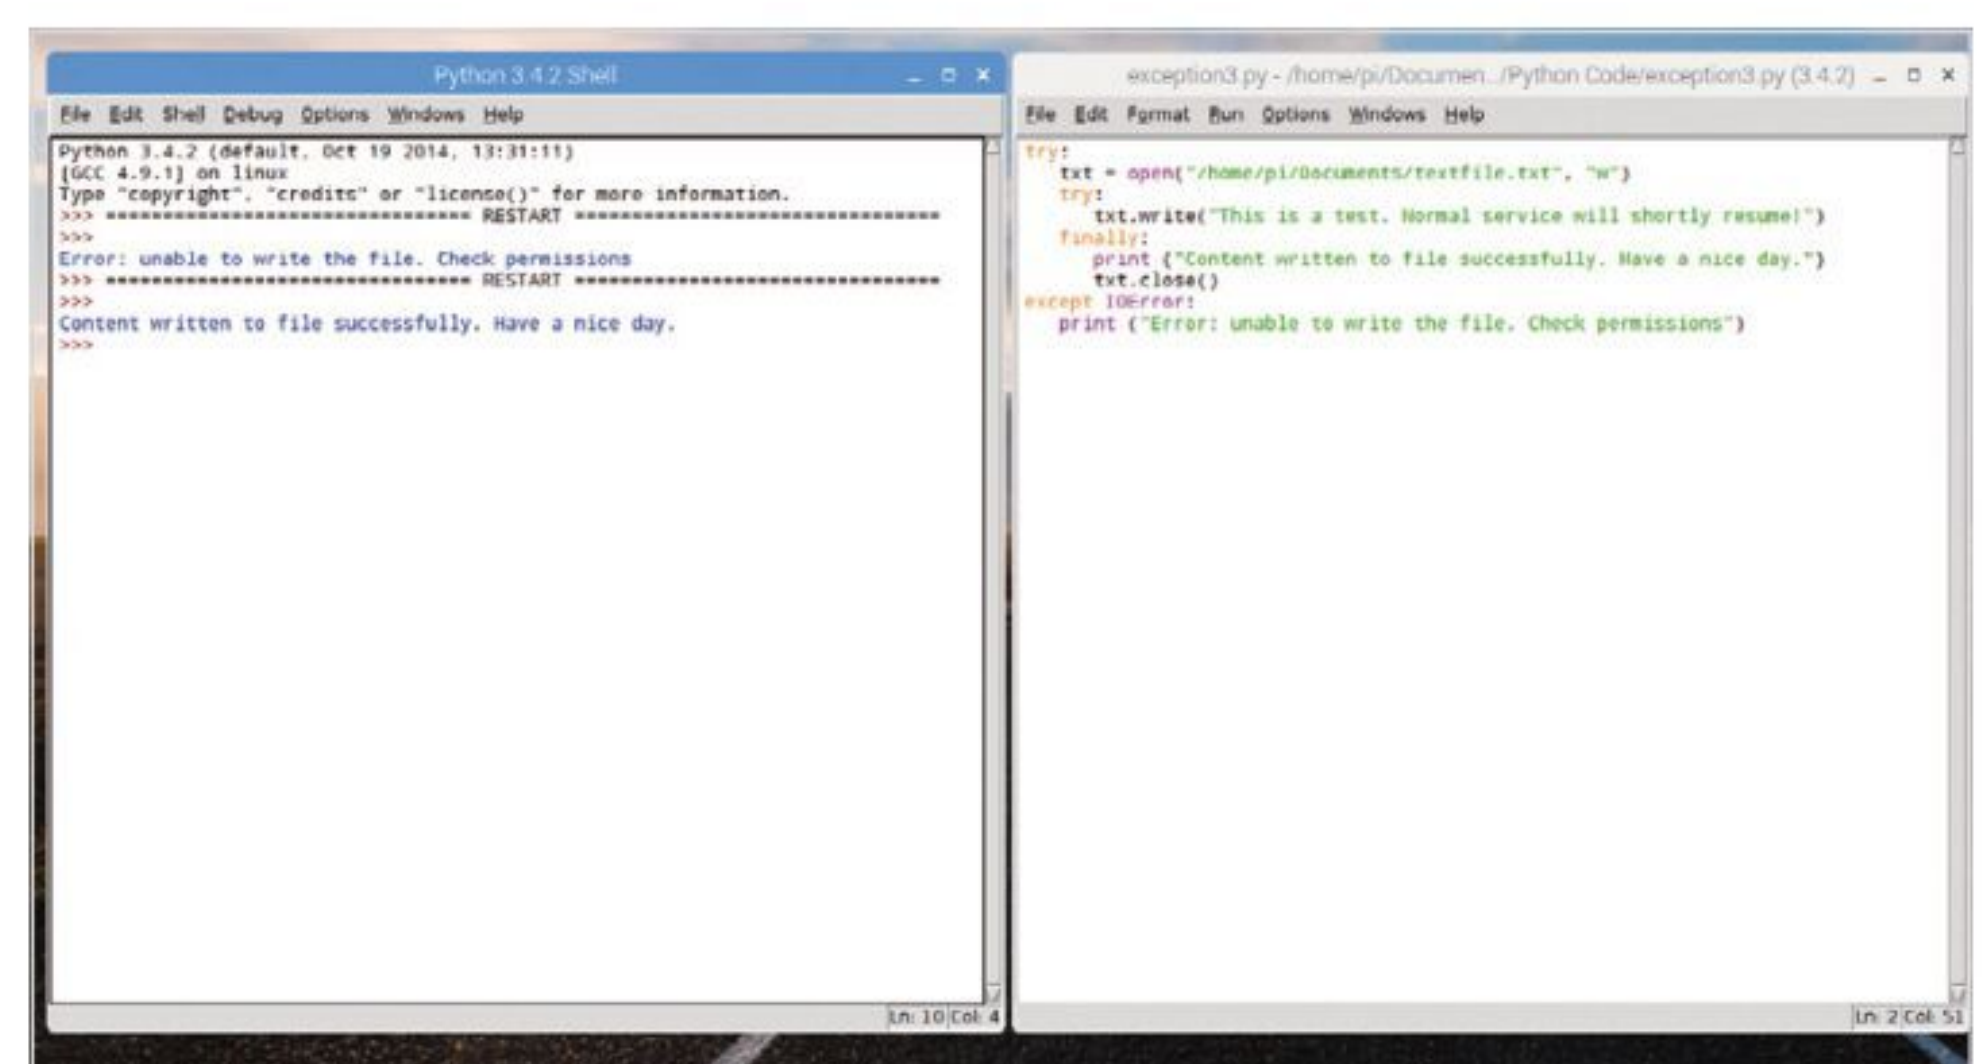 Python 3.4.2 Shell
File Edit Shell Debug Options Windows Help
Python 3.4.2 (default, Oct 19 2014, 13:31:11)
[GCC 4.9.1] on linux
Type "copyright", "credits" or "license()" for more information.
>>> ================================ RESTART ================================
>>>
Error: unable to write the file. Check permissions
>>> ================================ RESTART ================================
>>>
Content written to file successfully. Have a nice day.
>>>
Ln: 10 Col: 4
exception3.py - /home/pi/Documen.../Python Code/exception3.py (3.4.2)
File Edit Format Run Options Windows Help
try:
   txt = open("/home/pi/Documents/textfile.txt", "w")
   try:
      txt.write("This is a test. Normal service will shortly resume!")
   finally:
      print ("Content written to file successfully. Have a nice day.")
      txt.close()
except IOError:
   print ("Error: unable to write the file. Check permissions")
Ln: 2 Col: 51